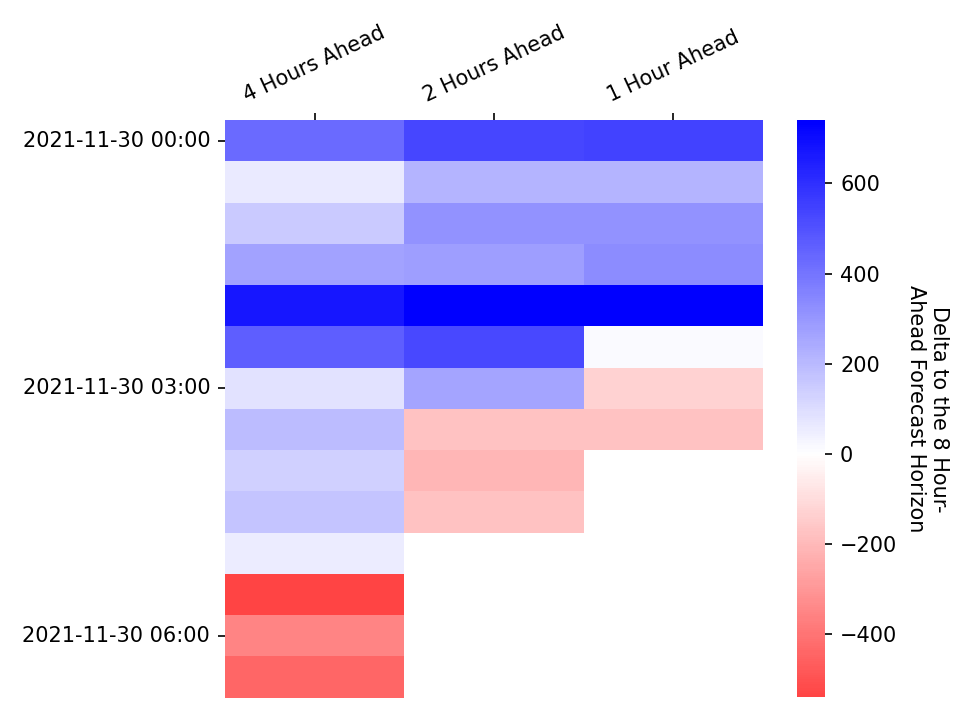 4 Hours Ahead
2 Hours Ahead
1 Hour Ahead
2021-11-30 00:00
2021-11-30 03:00
2021-11-30 06:00
600
400
200
0
−200
−400
Delta to the 8 Hour-
Ahead Forecast Horizon